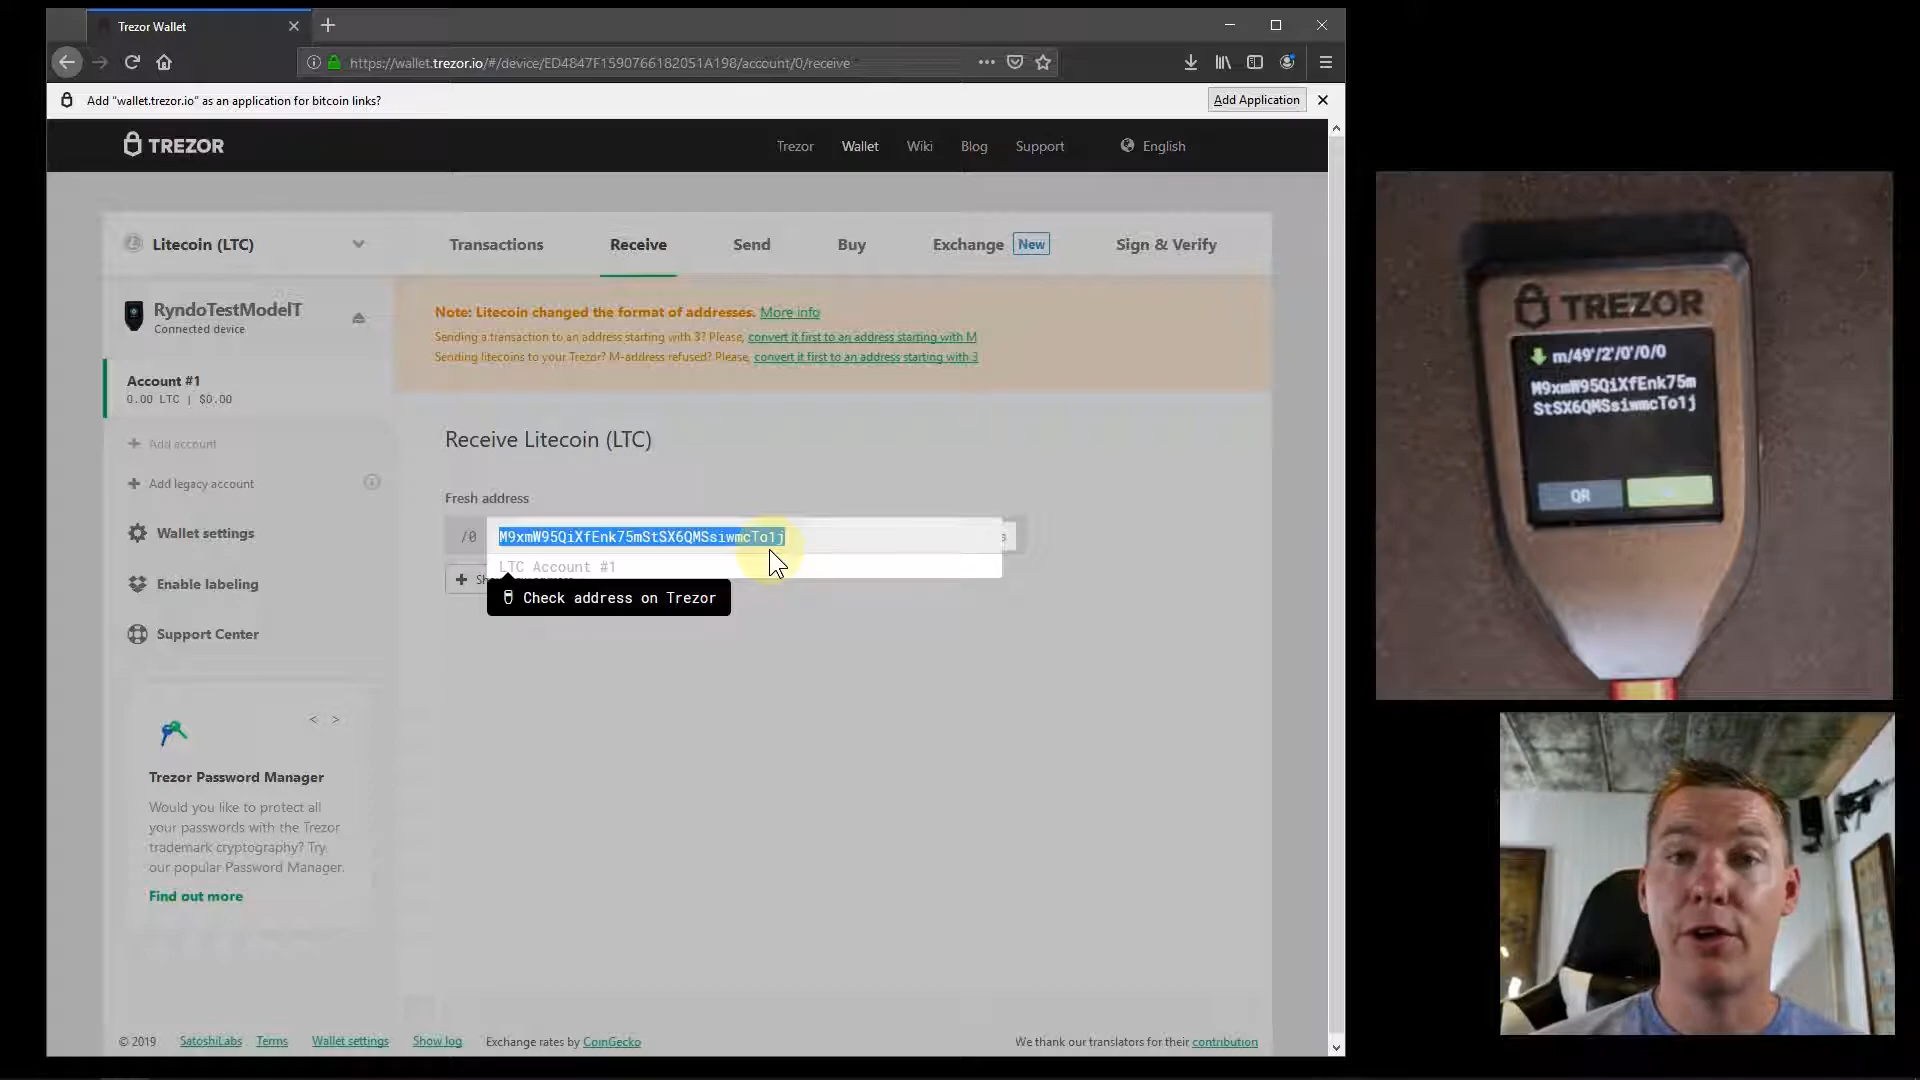 Trezor Wallet
https://wallet.trezor.io/#/device/ED4847F1590766182051A198/account/0/receive
Add "wallet.trezor.io" as an application for bitcoin links?
Add Application
TREZOR
Trezor
Wallet
Wiki
Blog
Support
English
Litecoin (LTC)
Transactions
Receive
Send
Buy
Exchange
New
Sign & Verify
RyndoTestModelT
Connected device
Note: Litecoin changed the format of addresses. More info
Sending a transaction to an address starting with 3? Please, convert it first to an address starting with M
Sending litecoins to your Trezor? M-address refused? Please, convert it first to an address starting with 3
Account #1
0.00 LTC | $0.00
Add account
Add legacy account
Wallet settings
Enable labeling
Support Center
Receive Litecoin (LTC)
Fresh address
/0
M9xmW95QiXfEnk75mStSX6QMSsiwmcTo1j
LTC Account #1
Check address on Trezor
< >
Trezor Password Manager
Would you like to protect all
your passwords with the Trezor
trademark cryptography? Try
our popular Password Manager.
Find out more
© 2019
SatoshiLabs
Terms
Wallet settings
Show log
Exchange rates by CoinGecko
We thank our translators for their contribution
TREZOR
m/49'/2'/0'/0/0
M9xmW95QiXfEnk75m
StSX6QMSsiwmcTo1j
QR